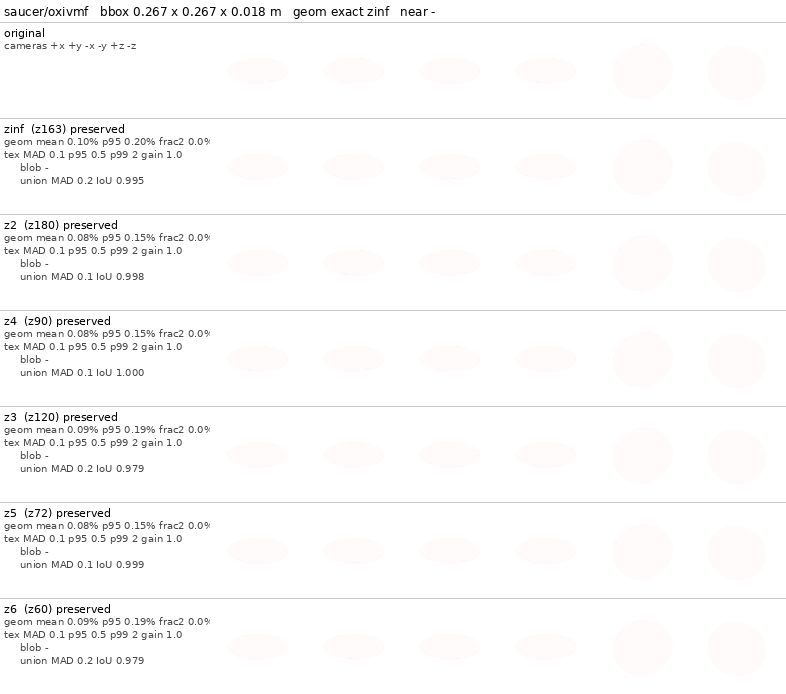 saucer/oxivmf bbox 0.267 x 0.267 x 0.018 m geom exact zinf near -
original
cameras +x +y -x -y +z -z
zinf (z163) preserved
geom mean 0.10% p95 0.20% frac2 0.0%
tex MAD 0.1 p95 0.5 p99 2 gain 1.0
blob -
union MAD 0.2 IoU 0.995
z2 (z180) preserved
geom mean 0.08% p95 0.15% frac2 0.0%
tex MAD 0.1 p95 0.5 p99 2 gain 1.0
blob -
union MAD 0.1 IoU 0.998
z4 (z90) preserved
geom mean 0.08% p95 0.15% frac2 0.0%
tex MAD 0.1 p95 0.5 p99 2 gain 1.0
blob -
union MAD 0.1 IoU 1.000
z3 (z120) preserved
geom mean 0.09% p95 0.19% frac2 0.0%
tex MAD 0.1 p95 0.5 p99 2 gain 1.0
blob -
union MAD 0.2 IoU 0.979
z5 (z72) preserved
geom mean 0.08% p95 0.15% frac2 0.0%
tex MAD 0.1 p95 0.5 p99 2 gain 1.0
blob -
union MAD 0.1 IoU 0.999
z6 (z60) preserved
geom mean 0.09% p95 0.19% frac2 0.0%
tex MAD 0.1 p95 0.5 p99 2 gain 1.0
blob -
union MAD 0.2 IoU 0.979